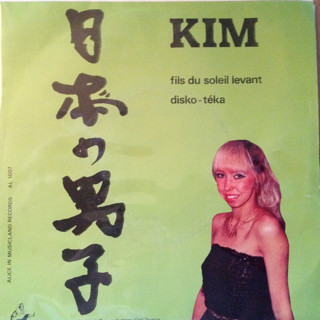 日本の男子
KIM
fils du soleil levant
disko-téka
ALICE IN MUSICLAND RECORDS AL 1007